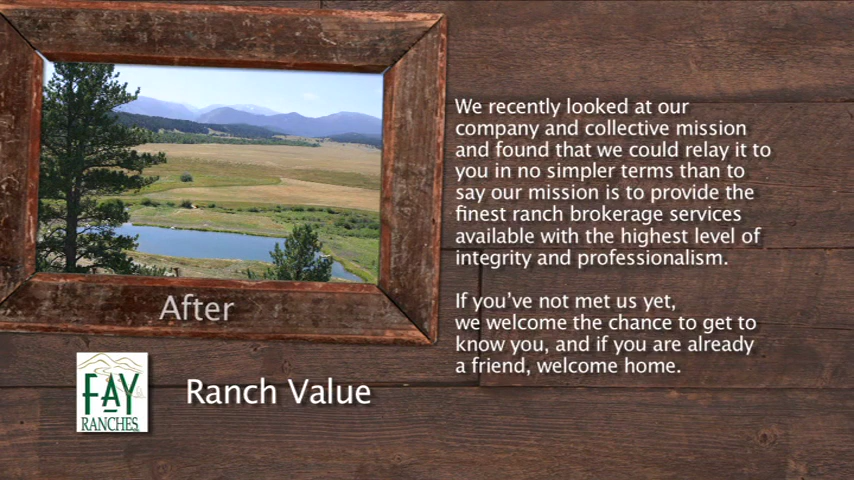 We recently looked at our
company and collective mission
and found that we could relay it to
you in no simpler terms than to
say our mission is to provide the
finest ranch brokerage services
available with the highest level of
integrity and professionalism.
If you've not met us yet,
we welcome the chance to get to
know you, and if you are already
a friend, welcome home.
After
FAY
RANCHES
Ranch Value